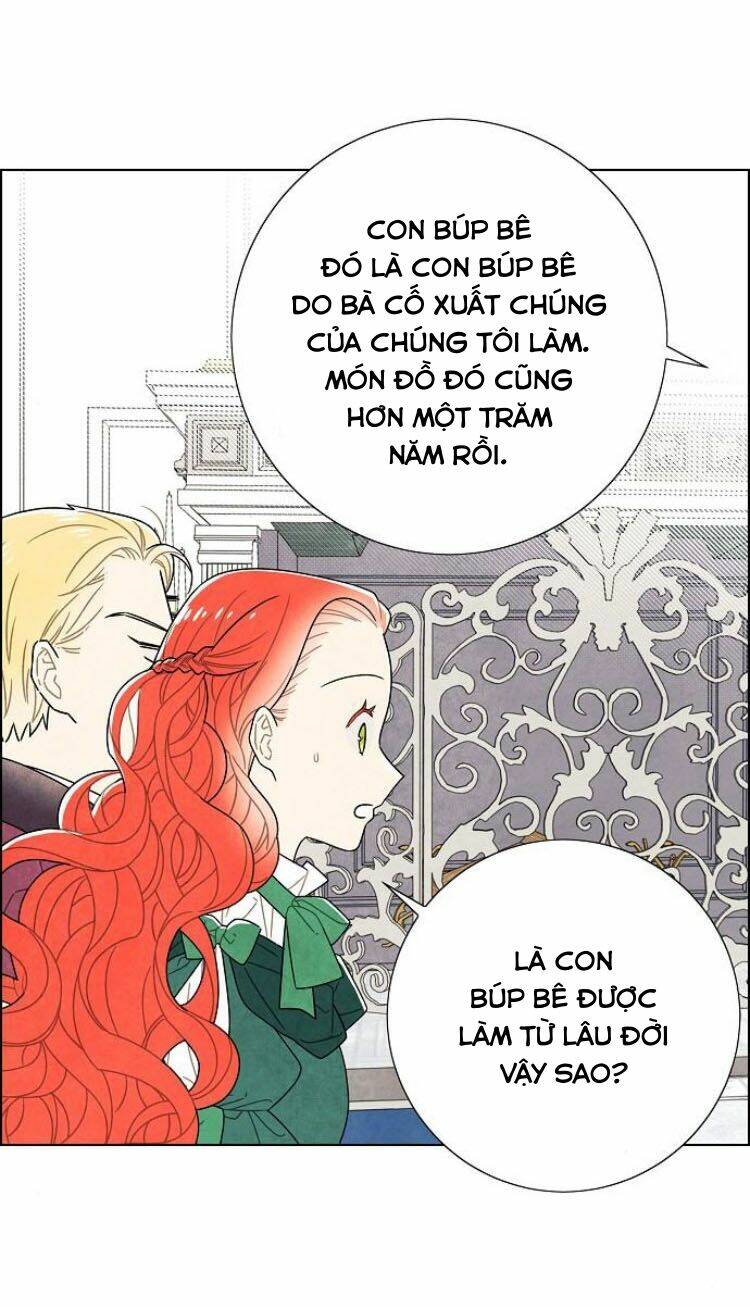 CON BÚP BÊ
ĐÓ LÀ CON BÚP BÊ
DO BÀ CỐ XUẤT CHÚNG
CỦA CHÚNG TÔI LÀM.
MÓN ĐỒ ĐÓ CŨNG
HƠN MỘT TRĂM
NĂM RỒI.
LÀ CON
BÚP BÊ ĐƯỢC
LÀM TỪ LÂU ĐỜI
VẬY SAO?